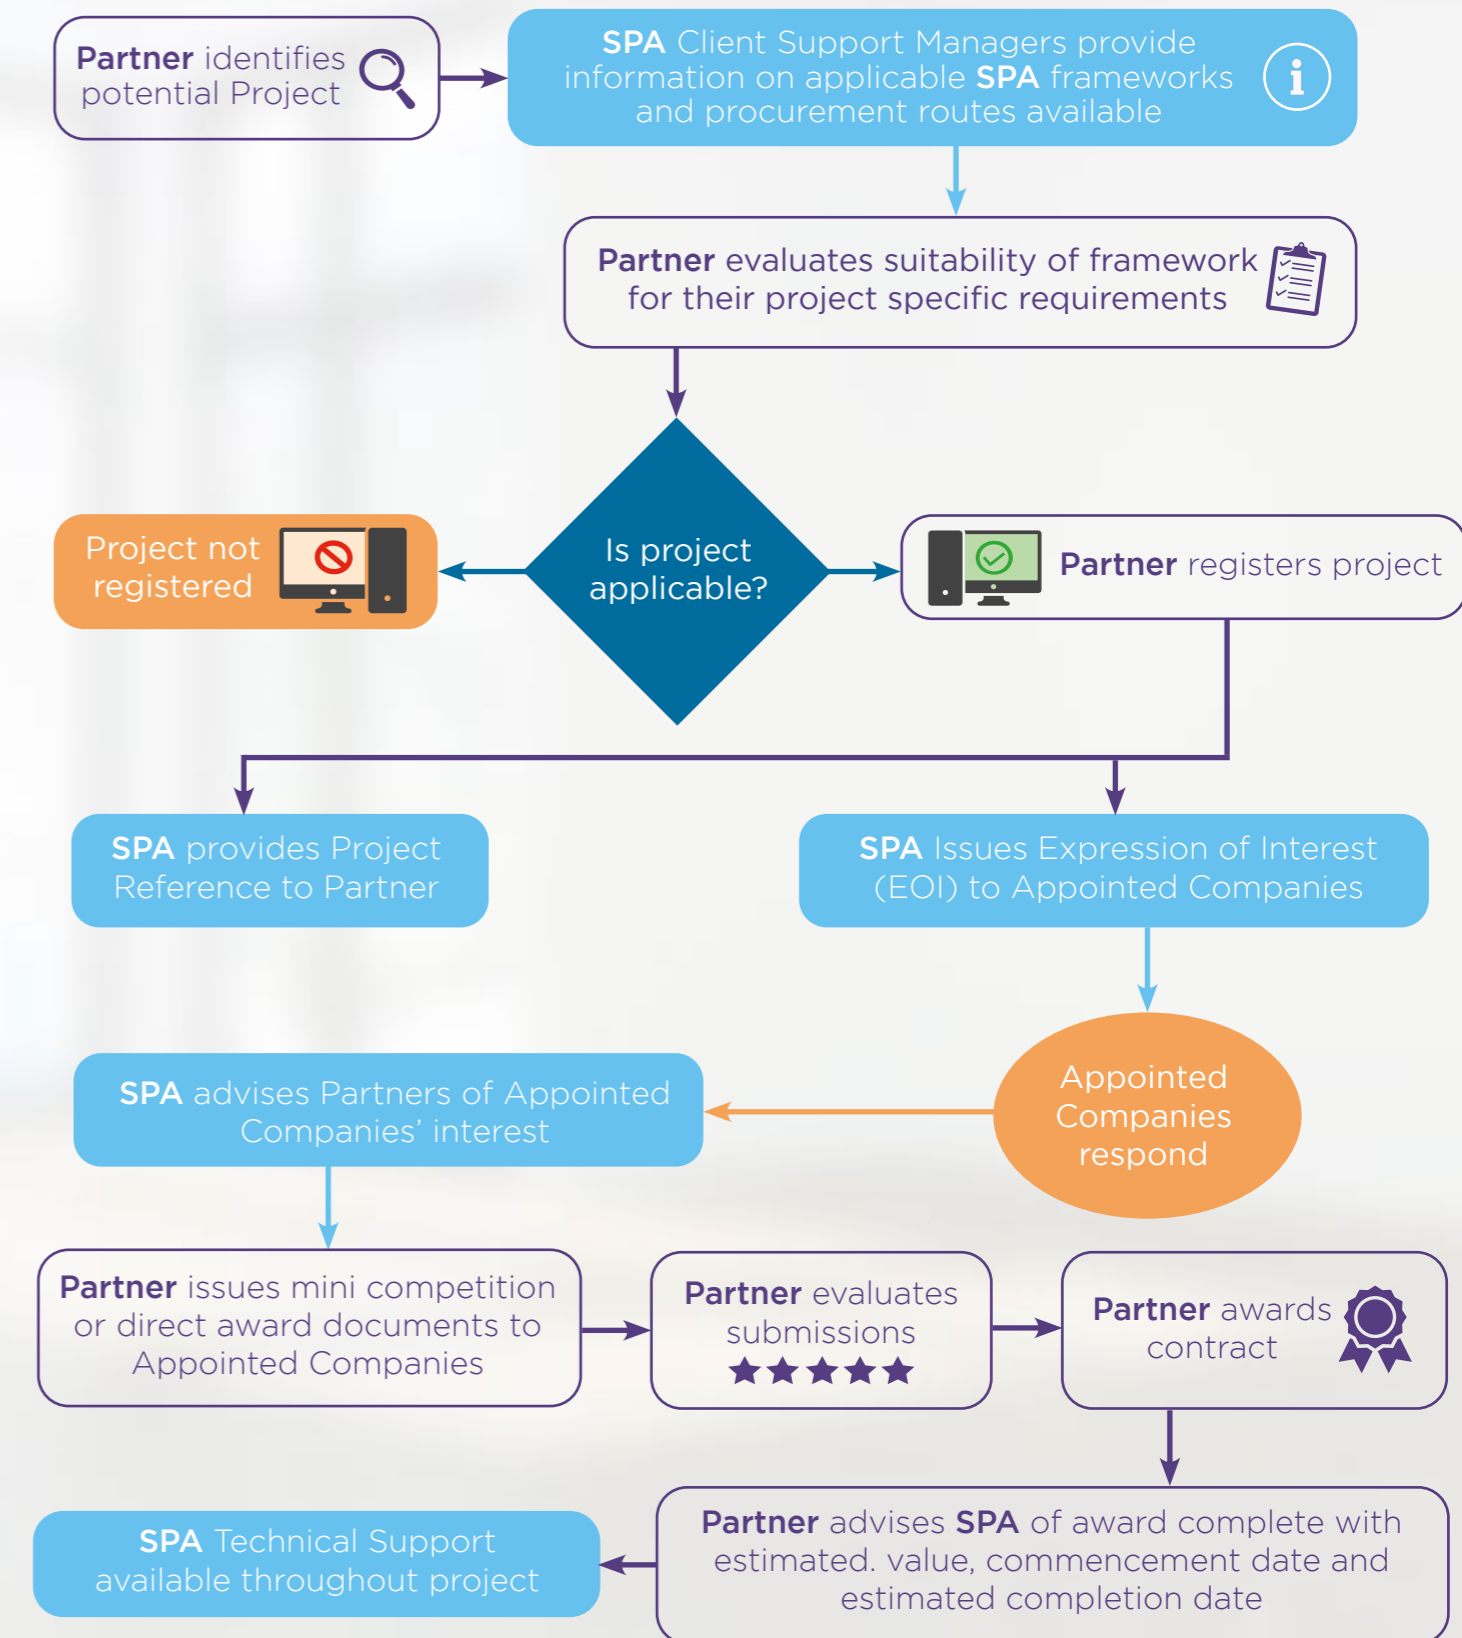 Partner identifies
potential Project
SPA Client Support Managers provide
information on applicable SPA frameworks
and procurement routes available
i
Partner evaluates suitability of framework
for their project specific requirements
Is project
applicable?
Project not
registered
Partner registers project
SPA provides Project
Reference to Partner
SPA Issues Expression of Interest
(EOI) to Appointed Companies
Appointed
Companies
respond
SPA advises Partners of Appointed
Companies’ interest
Partner issues mini competition
or direct award documents to
Appointed Companies
Partner evaluates
submissions
Partner awards
contract
Partner advises SPA of award complete with
estimated. value, commencement date and
estimated completion date
SPA Technical Support
available throughout project